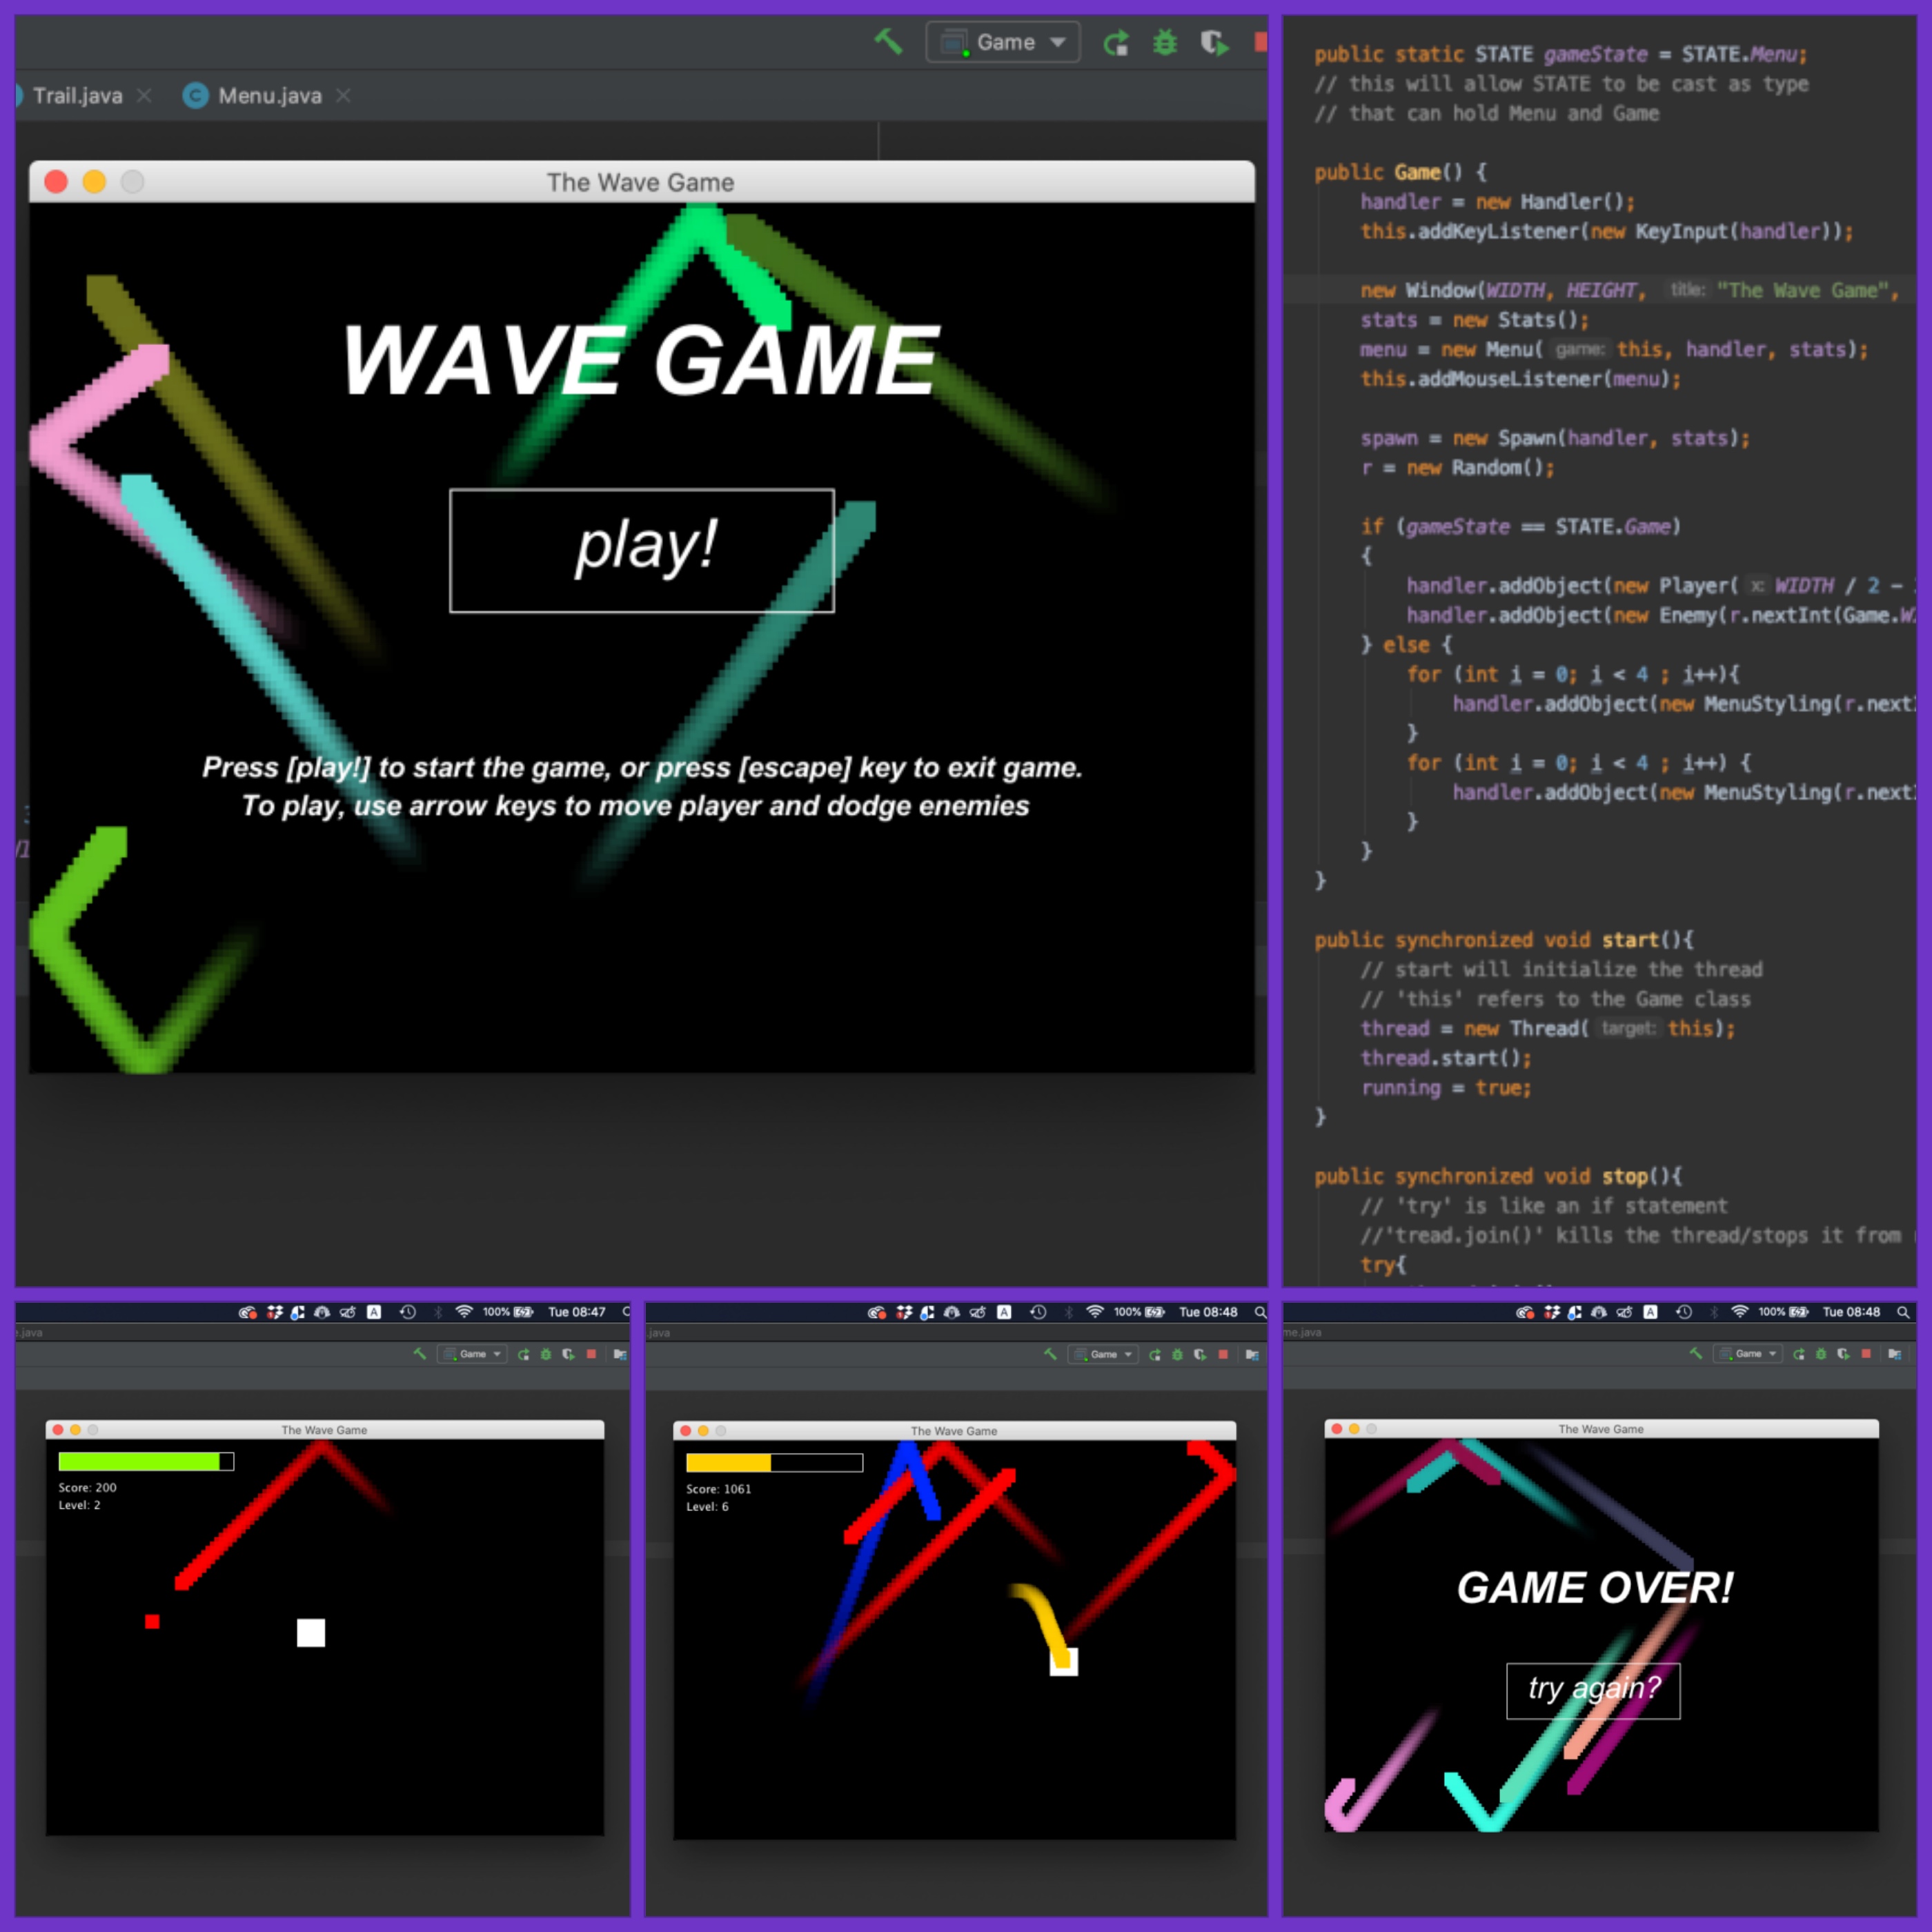 Game
Trail.java
Menu.java
The Wave Game
WAVE GAME
play!
Press [play!] to start the game, or press [escape] key to exit game.
To play, use arrow keys to move player and dodge enemies
public static STATE gameState = STATE.Menu;
// this will allow STATE to be cast as type
// that can hold Menu and Game
public Game() {
handler = new Handler();
this.addKeyListener(new KeyInput(handler));
new Window(WIDTH, HEIGHT, title: "The Wave Game",
stats = new Stats();
menu = new Menu( game: this, handler, stats);
this.addMouseListener(menu);
spawn = new Spawn(handler, stats);
r = new Random();
if (gameState == STATE.Game)
{
handler.addObject(new Player( x: WIDTH / 2 -
handler.addObject(new Enemy(r.nextInt(Game.W
} else {
for (int i = 0; i < 4 ; i++){
handler.addObject(new MenuStyling(r.next
}
for (int i = 0; i < 4 ; i++) {
handler.addObject(new MenuStyling(r.next
}
}
}
public synchronized void start(){
// start will initialize the thread
// 'this' refers to the Game class
thread = new Thread( target: this);
thread.start();
running = true;
}
public synchronized void stop(){
// 'try' is like an if statement
//'tread.join()' kills the thread/stops it from
try{
A 100% Tue 08:47
.java
Game
The Wave Game
Score: 200
Level: 2
A 100% Tue 08:48
.java
Game
The Wave Game
Score: 1061
Level: 6
A 100% Tue 08:48
me.java
Game
The Wave Game
GAME OVER!
try again?